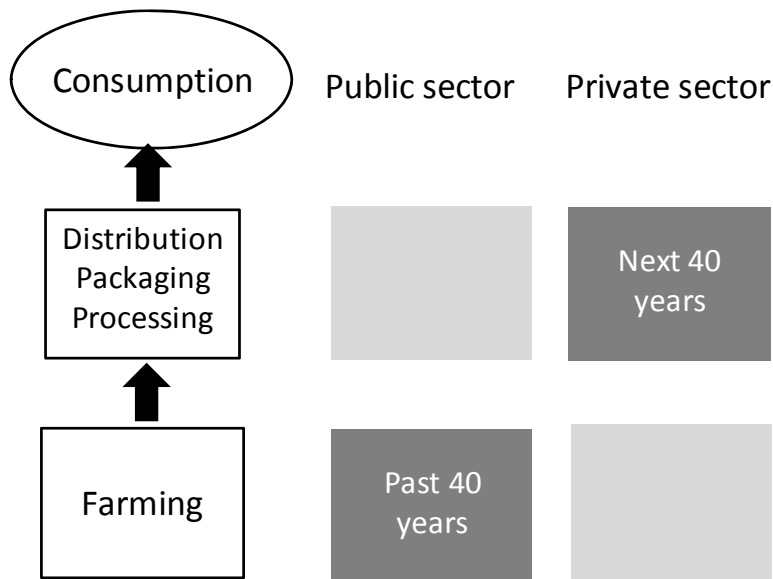 Consumption
Public sector
Private sector
Distribution
Packaging
Processing
Next 40
years
Farming
Past 40
years